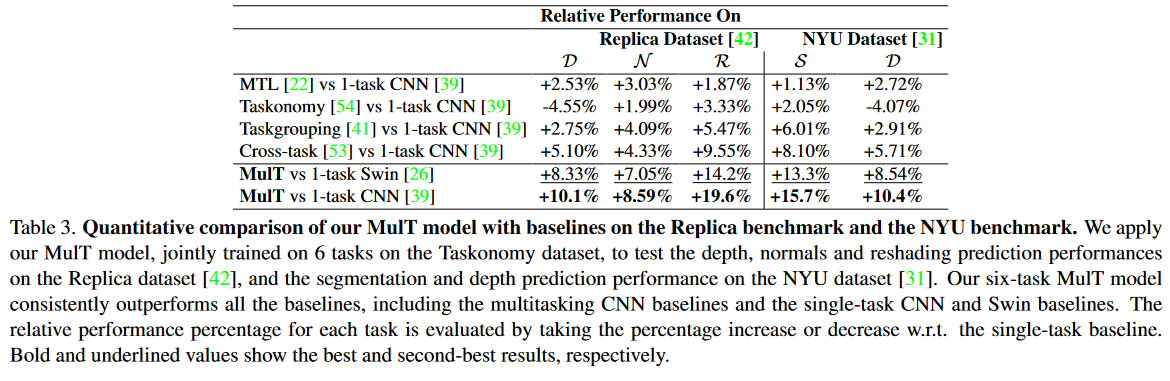 Relative Performance On
Replica Dataset [42] NYU Dataset [31]
𝒟 𝒩 ℛ 𝒮 𝒟
MTL [22] vs 1-task CNN [39] +2.53% +3.03% +1.87% +1.13% +2.72%
Taskonomy [54] vs 1-task CNN [39] -4.55% +1.99% +3.33% +2.05% -4.07%
Taskgrouping [41] vs 1-task CNN [39] +2.75% +4.09% +5.47% +6.01% +2.91%
Cross-task [53] vs 1-task CNN [39] +5.10% +4.33% +9.55% +8.10% +5.71%
MulT vs 1-task Swin [26] +8.33% +7.05% +14.2% +13.3% +8.54%
MulT vs 1-task CNN [39] +10.1% +8.59% +19.6% +15.7% +10.4%
Table 3. Quantitative comparison of our MulT model with baselines on the Replica benchmark and the NYU benchmark. We apply
our MulT model, jointly trained on 6 tasks on the Taskonomy dataset, to test the depth, normals and reshading prediction performances
on the Replica dataset [42], and the segmentation and depth prediction performance on the NYU dataset [31]. Our six-task MulT model
consistently outperforms all the baselines, including the multitasking CNN baselines and the single-task CNN and Swin baselines. The
relative performance percentage for each task is evaluated by taking the percentage increase or decrease w.r.t. the single-task baseline.
Bold and underlined values show the best and second-best results, respectively.